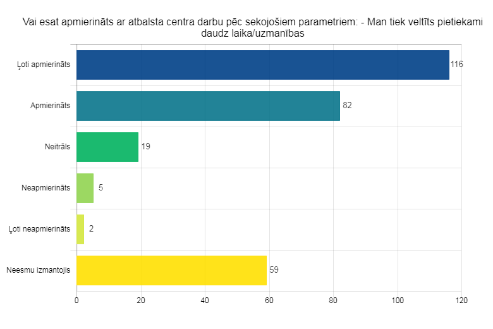 Vai esat apmierināts ar atbalsta centra darbu pēc sekojošiem parametriem: - Man tiek veltīts pietiekami
daudz laika/uzmanības
Ļoti apmierināts
116
Apmierināts
82
Neitrāls
19
Neapmierināts
5
Ļoti neapmierināts
2
Neesmu izmantojis
59
0 20 40 60 80 100 120